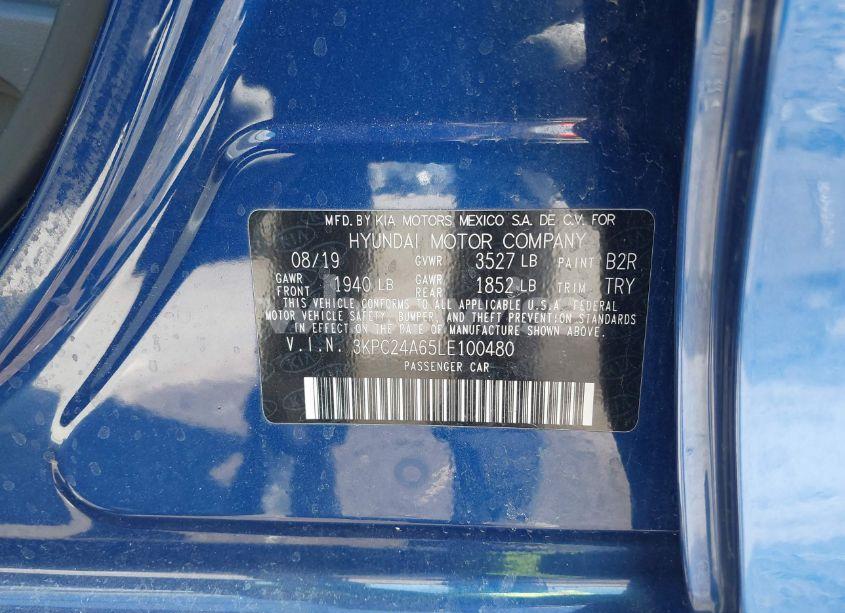 MFD. BY KIA MOTORS MEXICO S.A. DE C.V. FOR
HYUNDAI MOTOR COMPANY
08/19 GVWR 3527 LB PAINT B2R
GAWR FRONT 1940 LB GAWR REAR 1852 LB TRIM TRY
THIS VEHICLE CONFORMS TO ALL APPLICABLE U.S.A. FEDERAL
MOTOR VEHICLE SAFETY, BUMPER, AND THEFT PREVENTION STANDARDS
IN EFFECT ON THE DATE OF MANUFACTURE SHOWN ABOVE.
V.I.N. 3KPC24A65LE100480
PASSENGER CAR